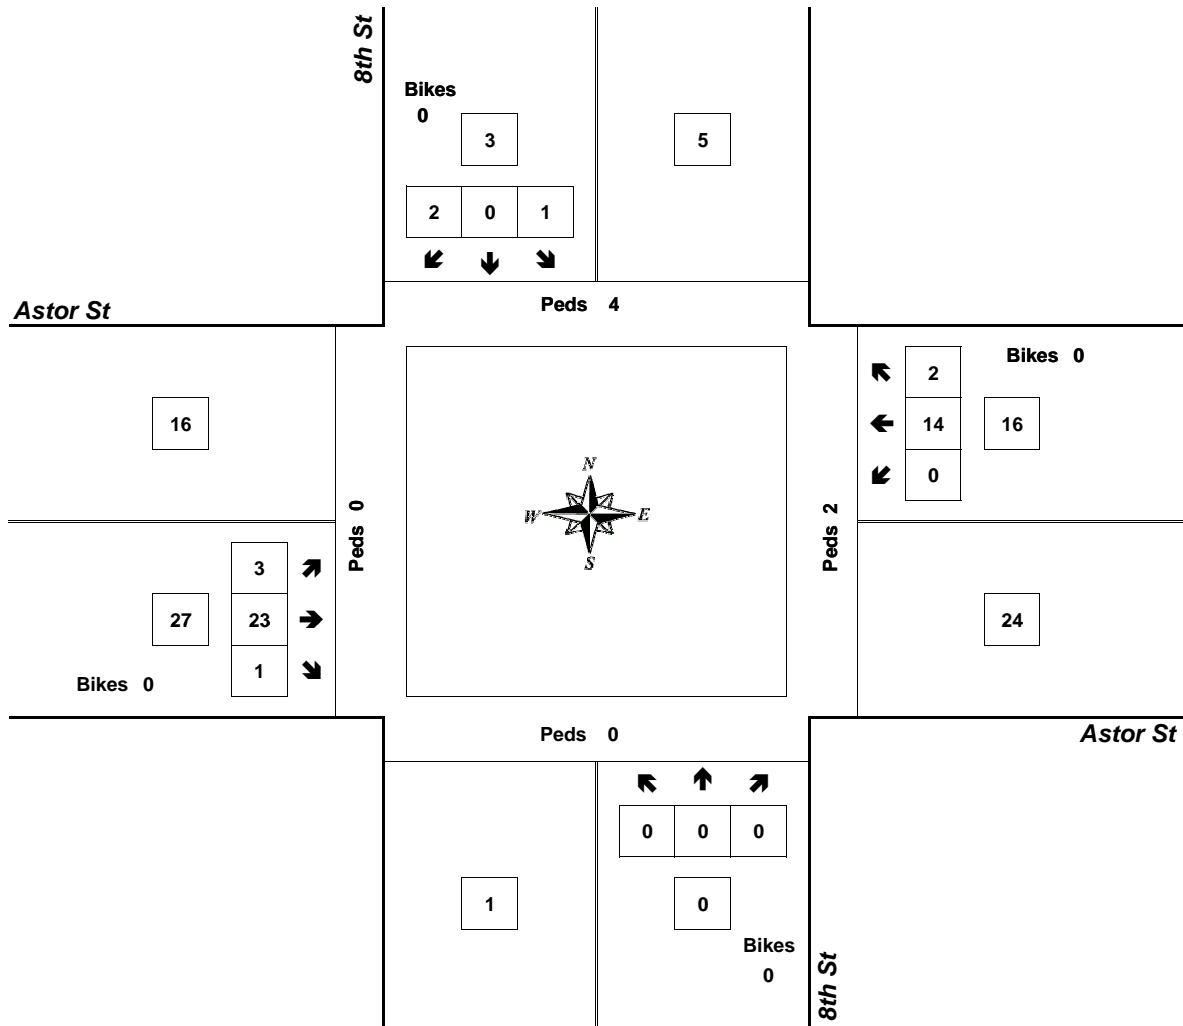 8th St
Bikes
0
3
5
2 0 1
Peds 4
Astor St
Bikes 0
2
16
14 16
N
0
W E
Peds 0
Peds 2
S
3
27 23
24
1
Bikes 0
Peds 0
Astor St
0 0 0
1
0
Bikes
0
8th St